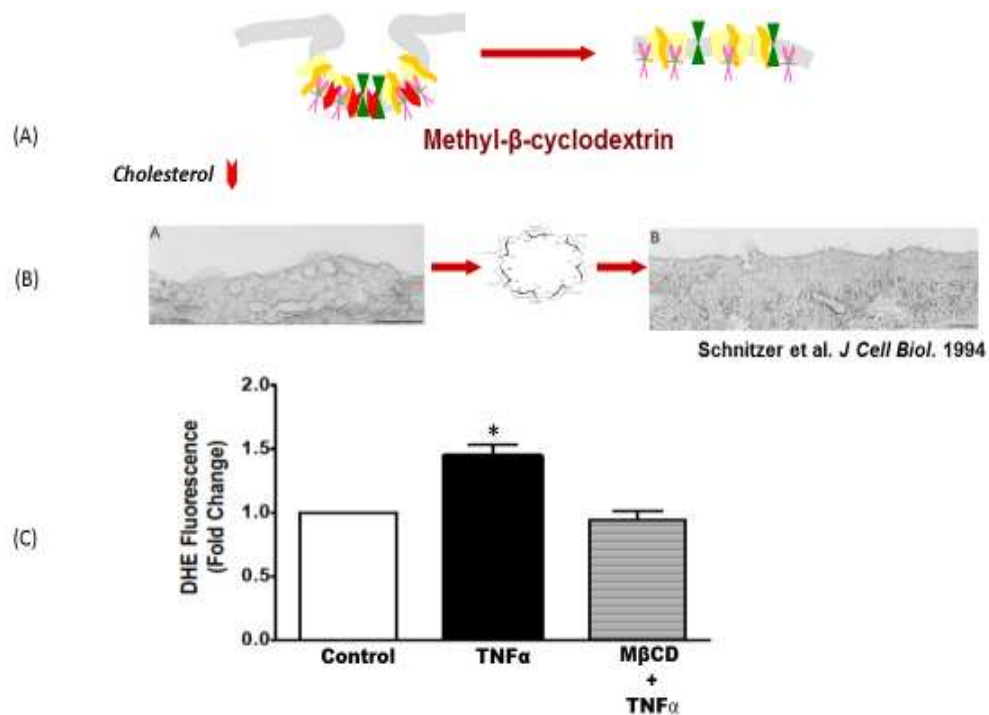 (A)
Methyl-β-cyclodextrin
Cholesterol
(B)
A
B
Schnitzer et al. J Cell Biol. 1994
(C)
DHE Fluorescence
(Fold Change)
2.0
1.5
1.0
0.5
0.0
*
Control
TNFα
MβCD
+
TNFα